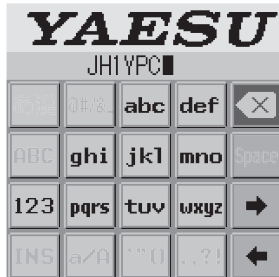 YAESU
JH1YPC
abc def
ABC ghi jkl mno Space
123 pqrs tuv wxyz
INS a/A '"() ..?!